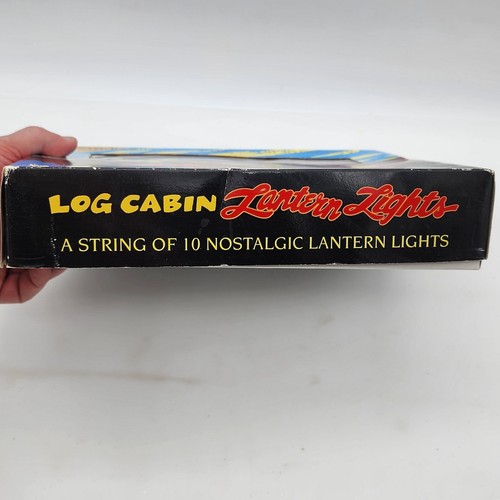 LOG CABIN Lantern Lights
A STRING OF 10 NOSTALGIC LANTERN LIGHTS